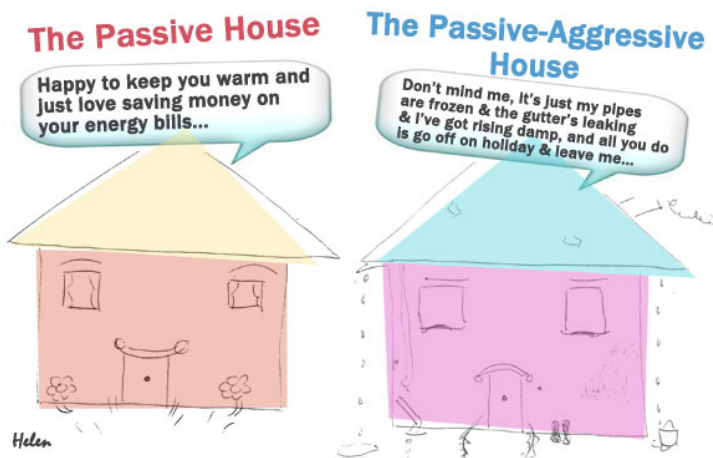 The Passive House
Happy to keep you warm and
just love saving money on
your energy bills...
The Passive-Aggressive
House
Don't mind me, it's just my pipes
are frozen & the gutter's leaking
& i've got rising damp, and all you do
is go off on holiday & leave me...
Helen